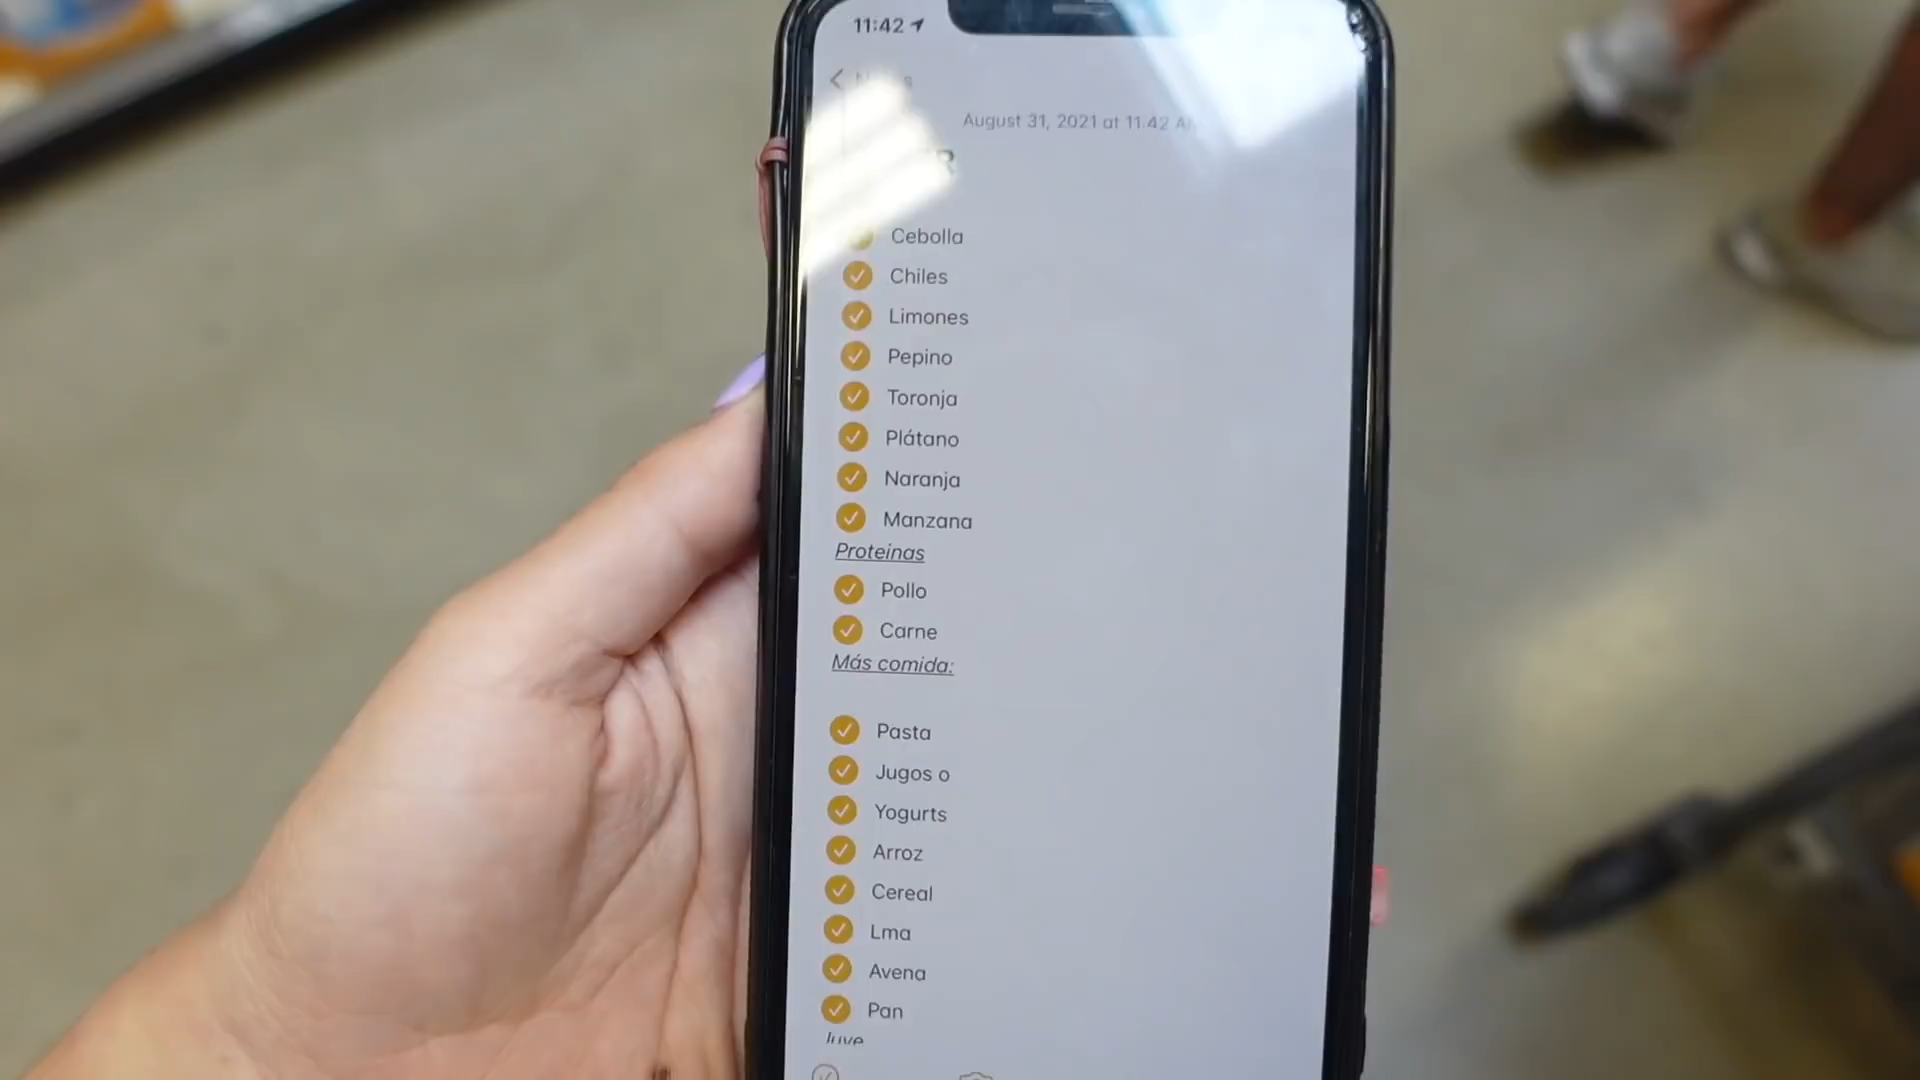 11:42
August 31, 2021 at 11:42 AM
Cebolla
Chiles
Limones
Pepino
Toronja
Plátano
Naranja
Manzana
Proteinas
Pollo
Carne
Más comida:
Pasta
Jugos o
Yogurts
Arroz
Cereal
Lma
Avena
Pan